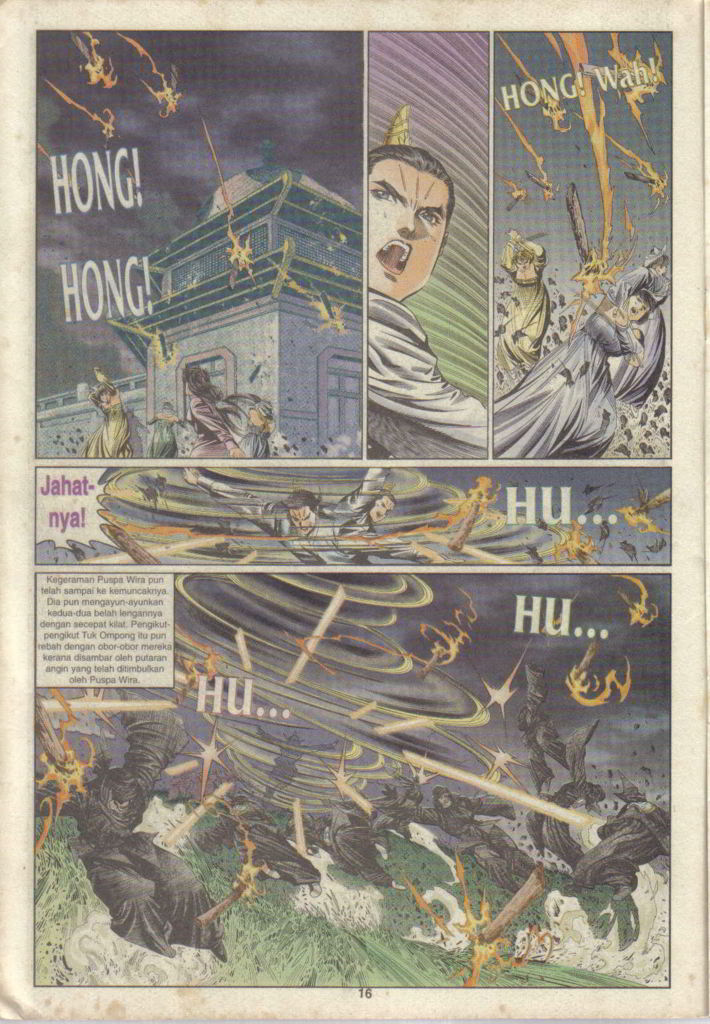 HONG!
HONG!
HONG! Wah!
Jahat-
nya!
HU...
Kegeraman Puspa Wira pun
telah sampai ke kemuncaknya.
Dia pun mengayun-ayunkan
kedua-dua belah lengannya
dengan secepat kilat. Pengikut-
pengikut Tuk Ompong itu pun
rebah dengan obor-obor mereka
kerana disambar oleh putaran
angin yang telah ditimbulkan
oleh Puspa Wira.
HU...
HU...
16